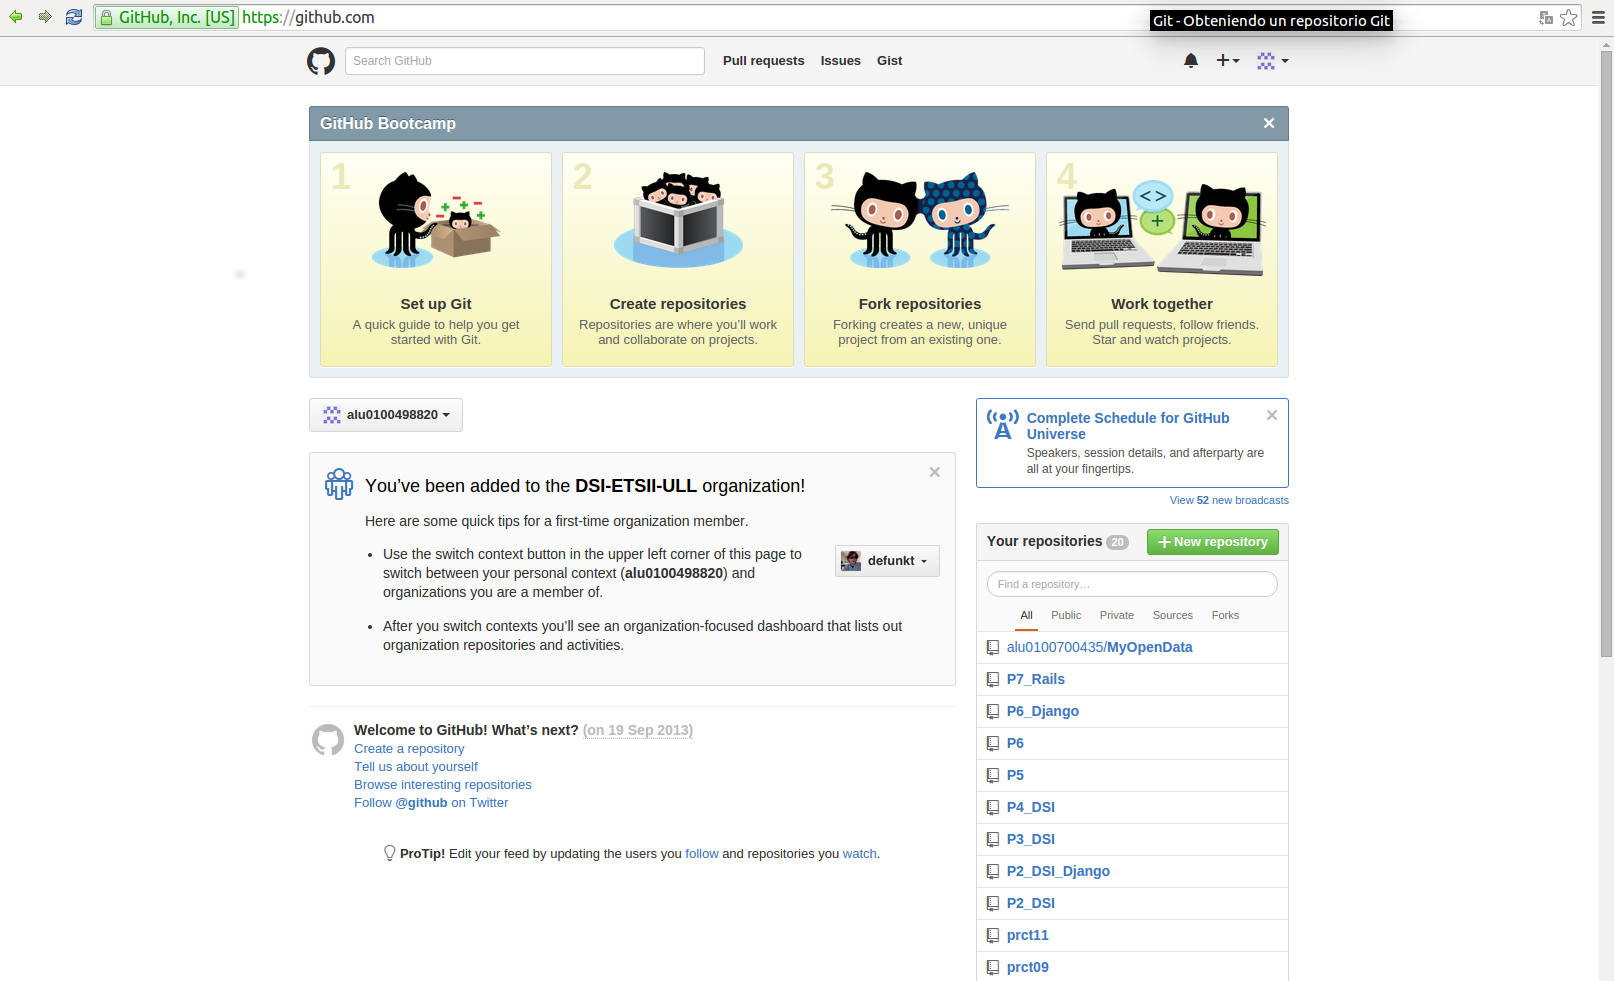 GitHub, Inc. [US] https://github.com
Git - Obteniendo un repositorio Git
Search GitHub
Pull requests Issues Gist
GitHub Bootcamp
1
Set up Git
A quick guide to help you get
started with Git.
2
Create repositories
Repositories are where you’ll work
and collaborate on projects.
3
Fork repositories
Forking creates a new, unique
project from an existing one.
4
<>
+
Work together
Send pull requests, follow friends.
Star and watch projects.
alu0100498820
You’ve been added to the DSI-ETSII-ULL organization!
Here are some quick tips for a first-time organization member.
• Use the switch context button in the upper left corner of this page to
switch between your personal context (alu0100498820) and
organizations you are a member of.
defunkt
• After you switch contexts you’ll see an organization-focused dashboard that lists out
organization repositories and activities.
Welcome to GitHub! What’s next? (on 19 Sep 2013)
Create a repository
Tell us about yourself
Browse interesting repositories
Follow @github on Twitter
ProTip! Edit your feed by updating the users you follow and repositories you watch.
Complete Schedule for GitHub
Universe
Speakers, session details, and afterparty are
all at your fingertips.
View 52 new broadcasts
Your repositories 20
New repository
Find a repository…
All Public Private Sources Forks
alu0100700435/MyOpenData
P7_Rails
P6_Django
P6
P5
P4_DSI
P3_DSI
P2_DSI_Django
P2_DSI
prct11
prct09